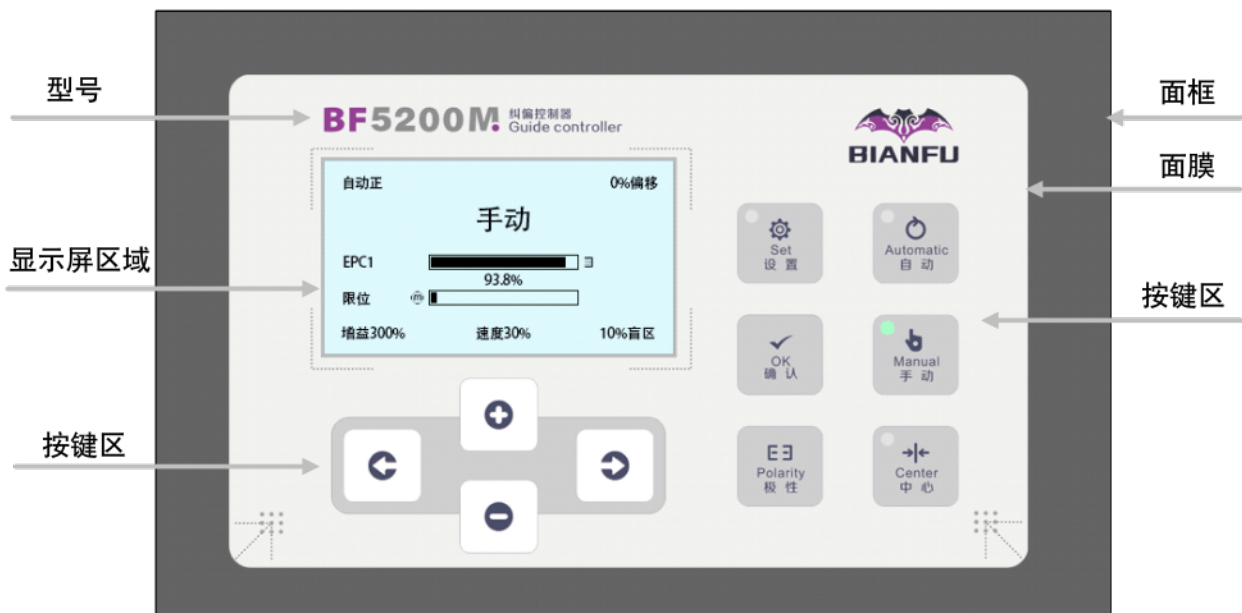 型号
面框
BF5200M. 纠偏控制器
Guide controller
BIANFU
面膜
自动正 0%偏移
手动
EPC1 ヨ
93.8%
限位 m
增益300% 速度30% 10%盲区
显示屏区域
Set
设置
Automatic
自动
按键区
OK
确认
Manual
手动
按键区
E∃
Polarity
极性
Center
中心